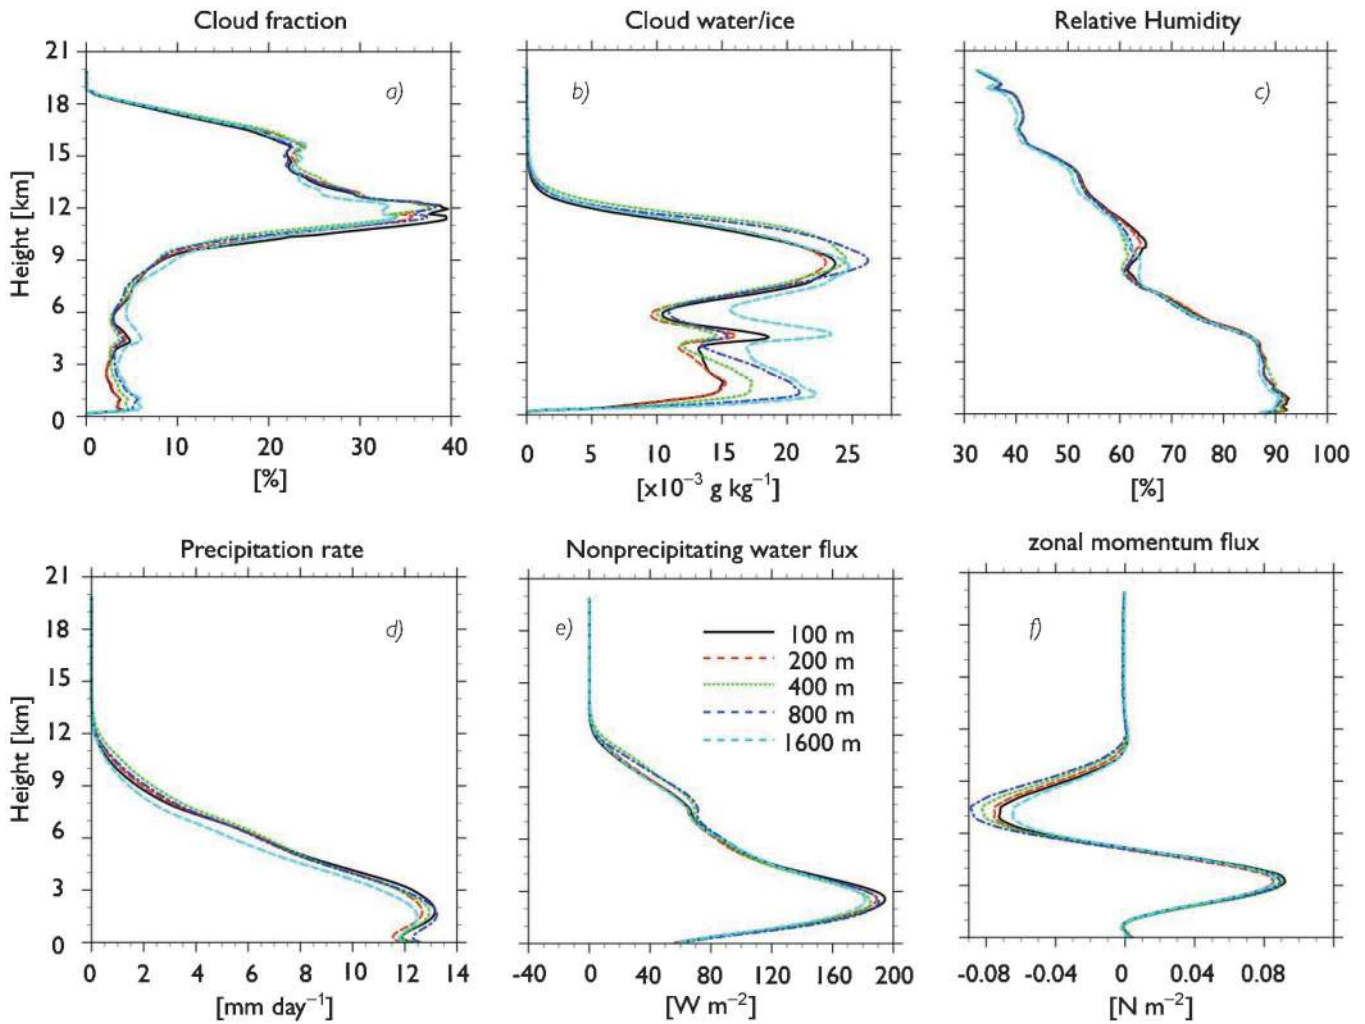 Cloud fraction
Cloud water/ice
Relative Humidity
21
18
15
12
9
6
3
0
Height [km]
a)
b)
c)
0 10 20 30 40
[%]
0 5 10 15 20 25
[x10⁻³ g kg⁻¹]
30 40 50 60 70 80 90 100
[%]
Precipitation rate
Nonprecipitating water flux
zonal momentum flux
21
18
15
12
9
6
3
0
Height [km]
d)
e)
f)
100 m
200 m
400 m
800 m
1600 m
0 2 4 6 8 10 12 14
[mm day⁻¹]
-40 0 40 80 120 160 200
[W m⁻²]
-0.08 -0.04 0 0.04 0.08
[N m⁻²]